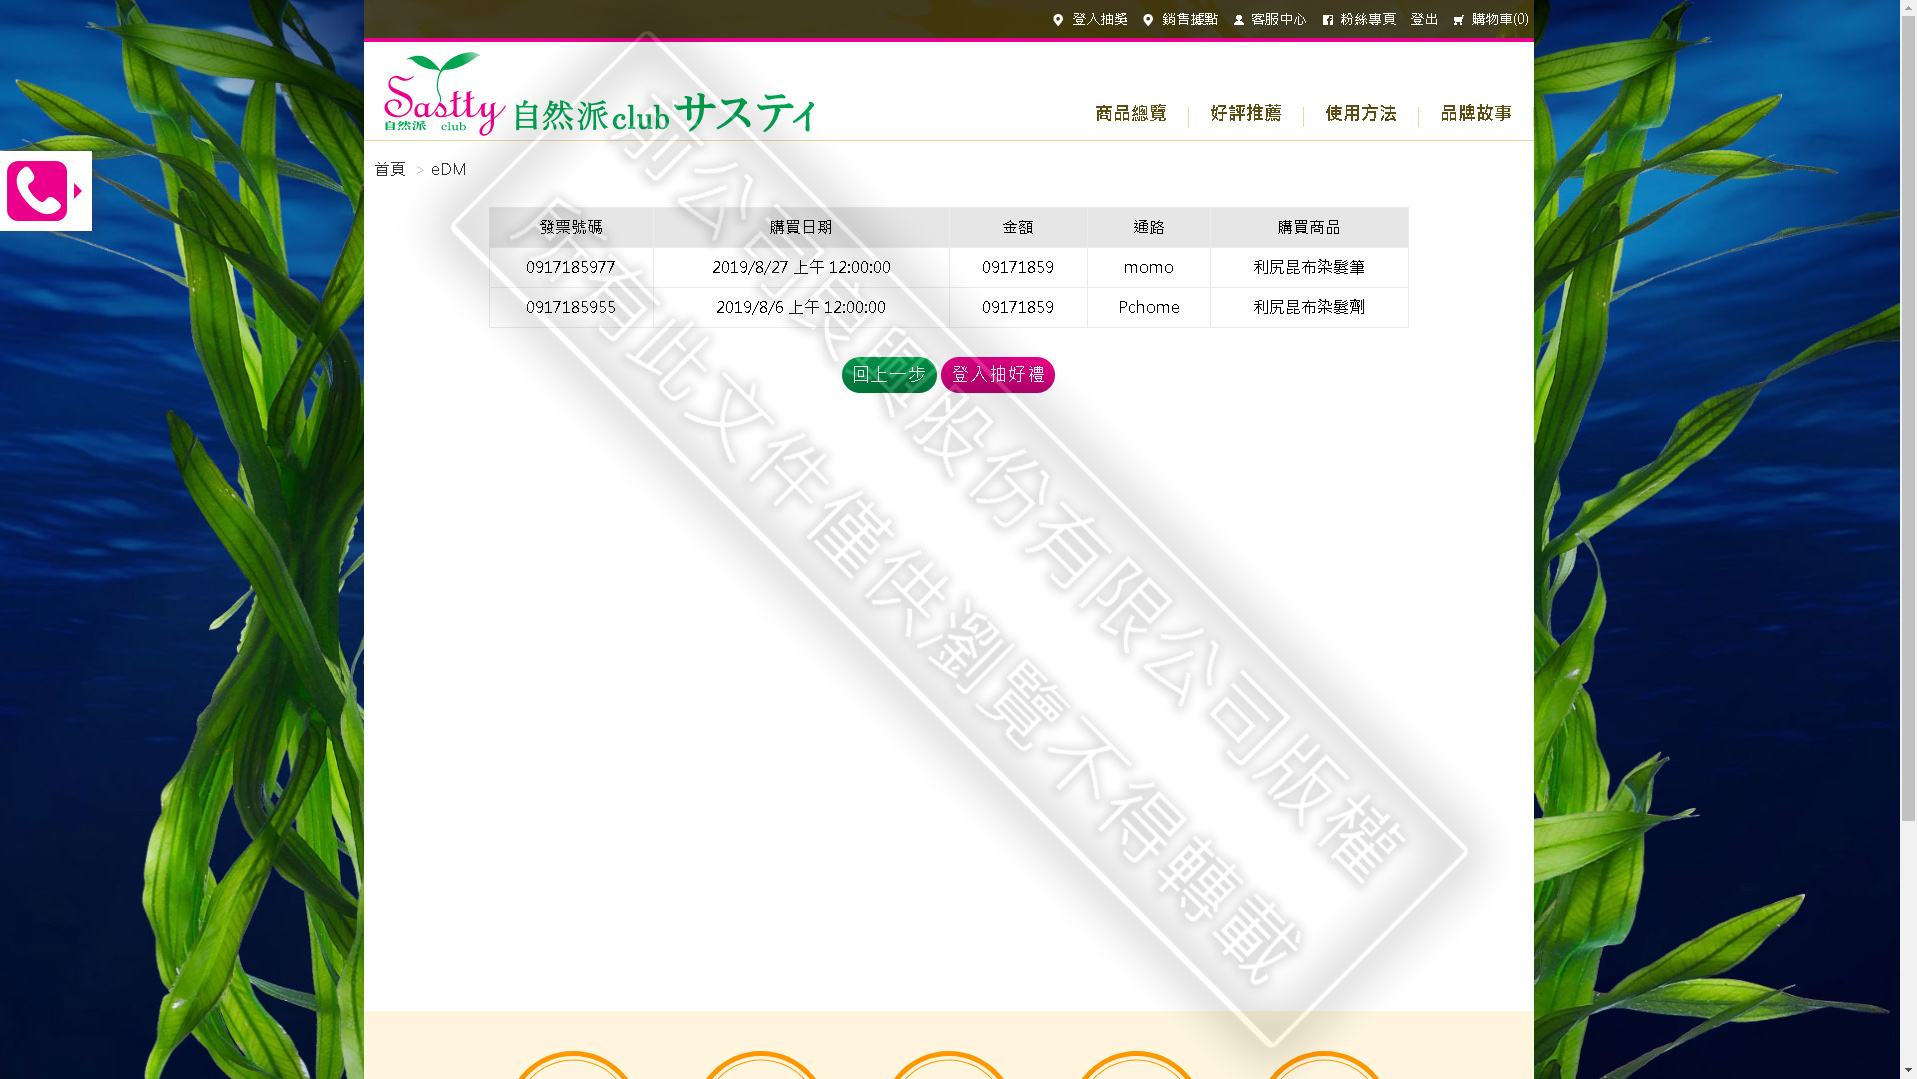 登入抽獎 銷售據點 客服中心 粉絲專頁 登出 購物車(0)
Sastty
自然派 club
自然派club サスティ
商品總覽 好評推薦 使用方法 品牌故事
首頁 > eDM
發票號碼 購買日期 金額 通路 購買商品
0917185977 2019/8/27 上午 12:00:00 09171859 momo 利尻昆布染髮筆
0917185955 2019/8/6 上午 12:00:00 09171859 Pchome 利尻昆布染髮劑
回上一步 登入抽好禮
前公司良興股份有限公司版權
所有此文件僅供瀏覽不得轉載